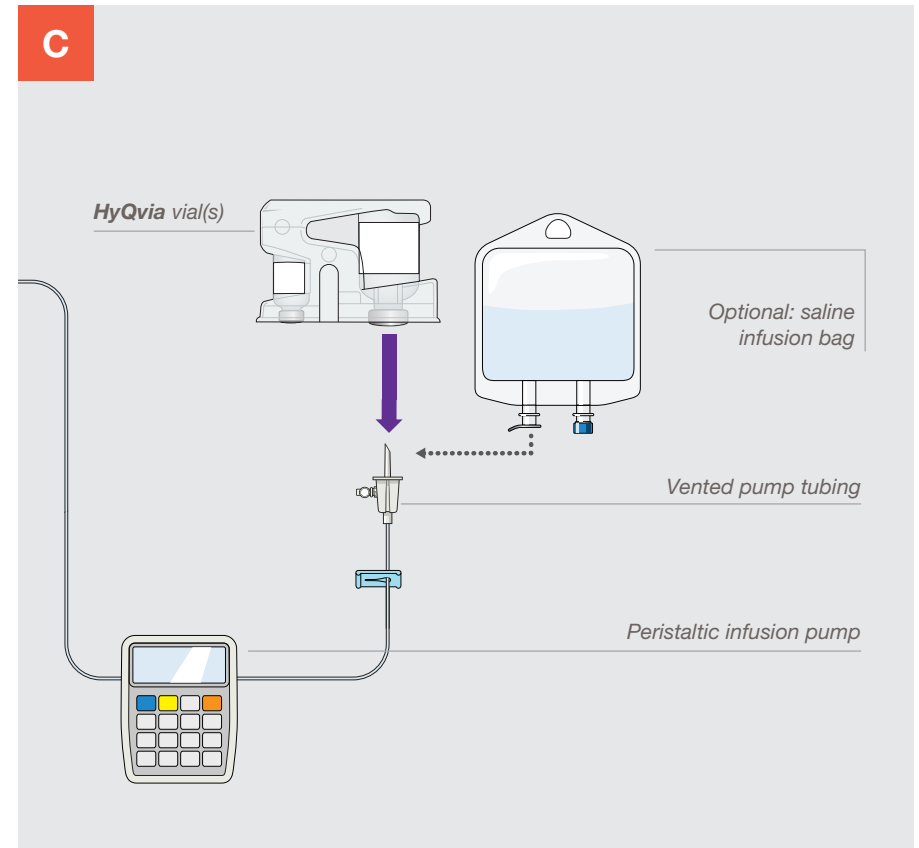 C
HyQvia vial(s)
Optional: saline
infusion bag
Vented pump tubing
Peristaltic infusion pump